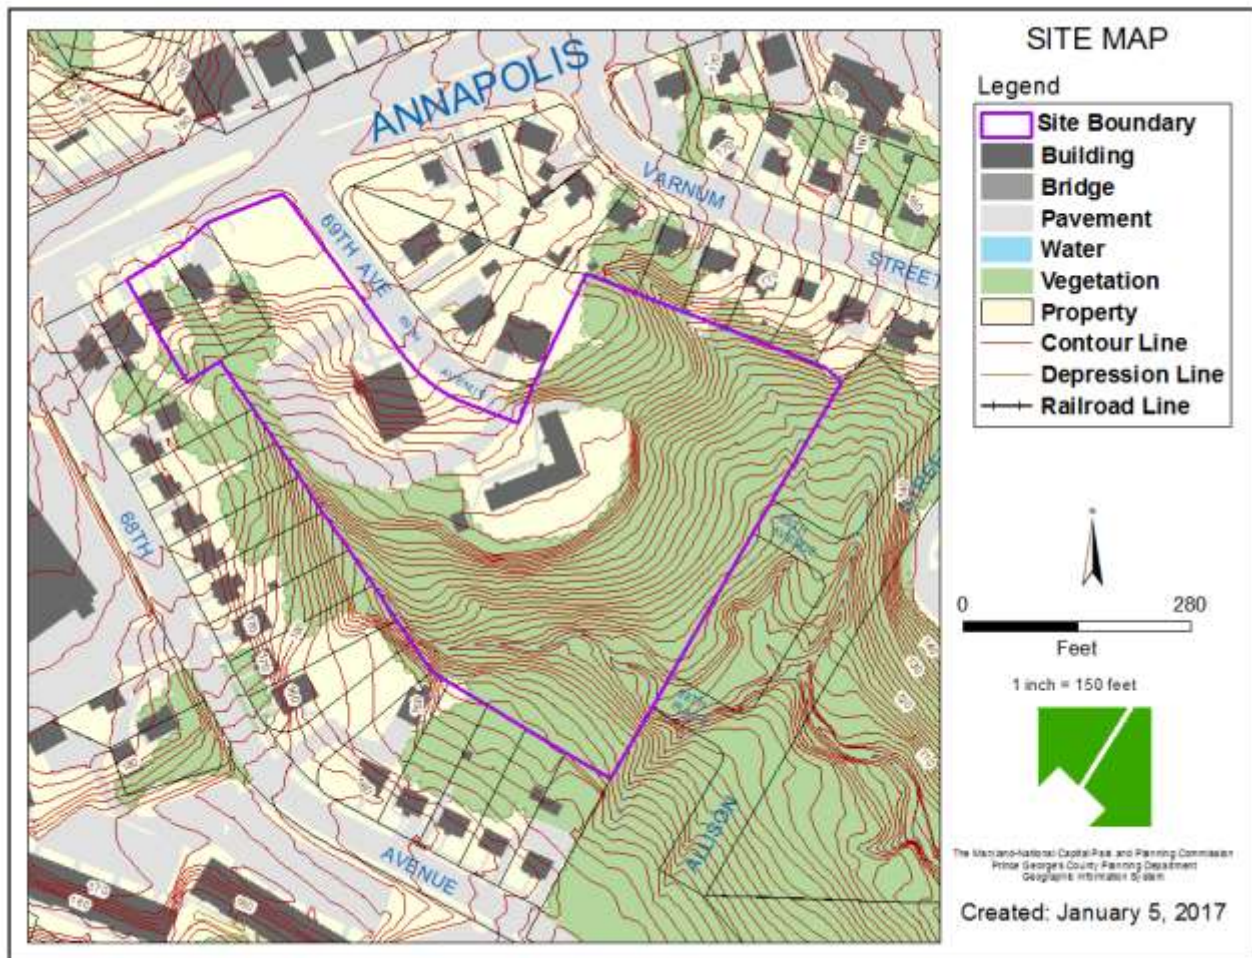 SITE MAP
Legend
Site Boundary
Building
Bridge
Pavement
Water
Vegetation
Property
Contour Line
Depression Line
Railroad Line
0 280
Feet
1 inch = 150 feet
The Maryland-National Capital Park and Planning Commission
Prince George's County Planning Department
Geographic Information System
Created: January 5, 2017
ANNAPOLIS
VARNUM
STREET
69TH AVE
AVENUE
68TH
AVENUE
ALLISON